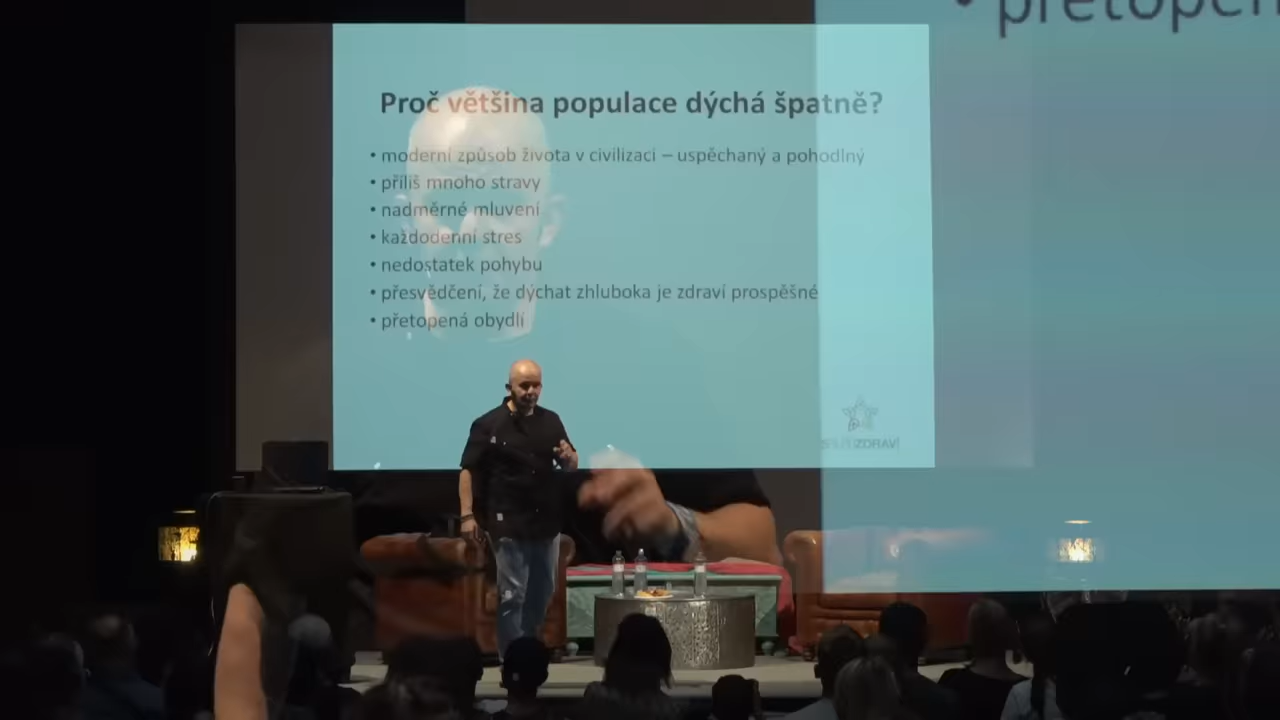 • přetopen
Proč většina populace dýchá špatně?
• moderní způsob života v civilizaci – uspěchaný a pohodlný
• příliš mnoho stravy
• nadměrné mluvení
• každodenní stres
• nedostatek pohybu
• přesvědčení, že dýchat zhluboka je zdraví prospěšné
• přetopená obydlí